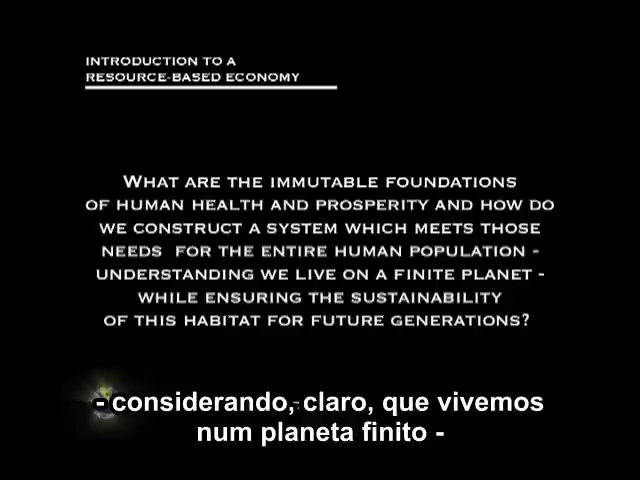 INTRODUCTION TO A
RESOURCE-BASED ECONOMY
WHAT ARE THE IMMUTABLE FOUNDATIONS
OF HUMAN HEALTH AND PROSPERITY AND HOW DO
WE CONSTRUCT A SYSTEM WHICH MEETS THOSE
NEEDS FOR THE ENTIRE HUMAN POPULATION -
UNDERSTANDING WE LIVE ON A FINITE PLANET -
WHILE ENSURING THE SUSTAINABILITY
OF THIS HABITAT FOR FUTURE GENERATIONS?
- considerando, claro, que vivemos
num planeta finito -